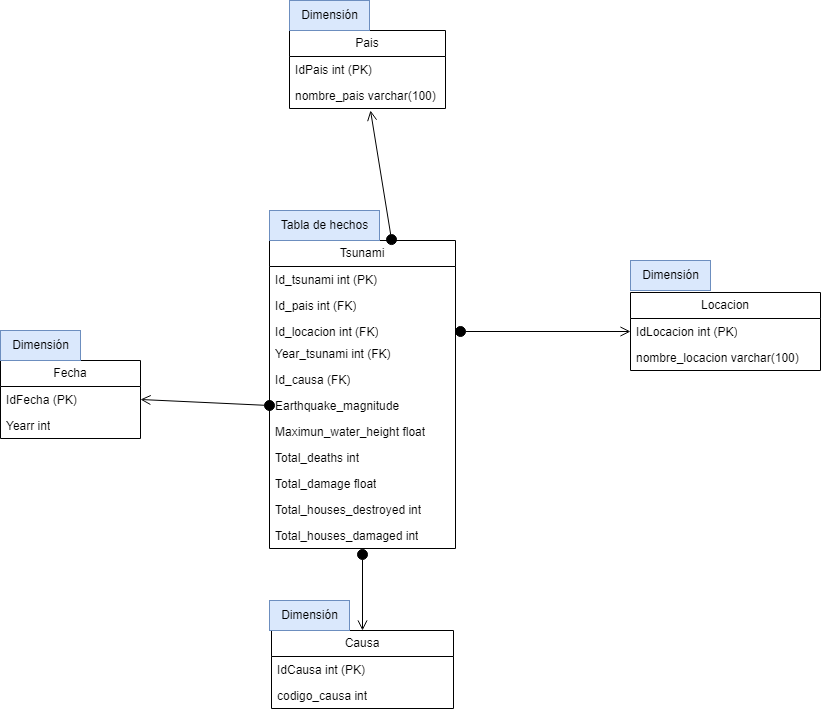 Dimensión
Pais
IdPais int (PK)
nombre_pais varchar(100)
Tabla de hechos
Tsunami
Id_tsunami int (PK)
Id_pais int (FK)
Id_locacion int (FK)
Year_tsunami int (FK)
Id_causa (FK)
Earthquake_magnitude
Maximun_water_height float
Total_deaths int
Total_damage float
Total_houses_destroyed int
Total_houses_damaged int
Dimensión
Locacion
IdLocacion int (PK)
nombre_locacion varchar(100)
Dimensión
Fecha
IdFecha (PK)
Yearr int
Dimensión
Causa
IdCausa int (PK)
codigo_causa int